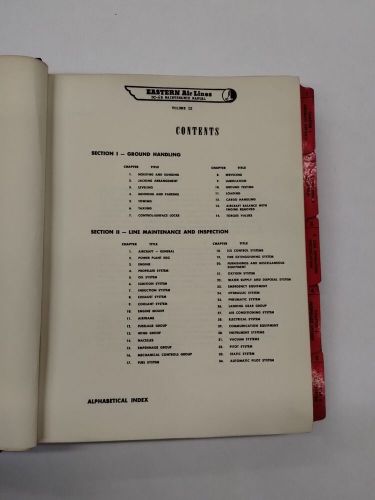 EASTERN Air Lines
MAINTENANCE MANUAL
VOLUME
CONTENTS
SECTION I — GROUND HANDLING
CHAPTER TITLE
1. HOISTING AND
2. JACKING ARRANGEMENT
3. LEVELING
4. MOORING AND PARKING
5. TOWING
6. TAXIING
7. CONTROL-SURFACE LOCKS
CHAPTER TITLE
8. SERVICING
9. LUBRICATION
10. GROUND TESTING
11. LOADING
12. CARGO HANDLING
13. AIRCRAFT BALANCE WITH
ENGINES REMOVED
14. TORQUE VALUES
SECTION II — LINE MAINTENANCE AND INSPECTION
CHAPTER TITLE
1. AIRCRAFT — GENERAL
2. POWER PLANT
3. ENGINE
4. PROPELLER SYSTEM
5. OIL SYSTEM
6. IGNITION SYSTEM
7. INDUCTION SYSTEM
8. EXHAUST SYSTEM
9. COOLANT SYSTEM
10. ENGINE MOUNT
11. AIRFRAME
12. FUSELAGE GROUP
13. WING GROUP
14. NACELLES
15. EMPENNAGE GROUP
16. MECHANICAL CONTROLS GROUP
17. FUEL SYSTEM
CHAPTER TITLE
18. ICE CONTROL SYSTEMS
19. FIRE EXTINGUISHING SYSTEM
20. FURNISHINGS AND MISCELLANEOUS
EQUIPMENT
21. OXYGEN SYSTEM
22. WATER SUPPLY AND DISPOSAL SYSTEM
23. EMERGENCY EQUIPMENT
24. HYDRAULIC SYSTEM
25. PNEUMATIC SYSTEM
26. LANDING GEAR GROUP
27. AIR CONDITIONING SYSTEM
28. ELECTRICAL SYSTEM
29. COMMUNICATION EQUIPMENT
30. INSTRUMENT SYSTEMS
31. VACUUM SYSTEMS
32. PITOT SYSTEM
33. STATIC SYSTEM
34. AUTOMATIC PILOT SYSTEM
ALPHABETICAL INDEX